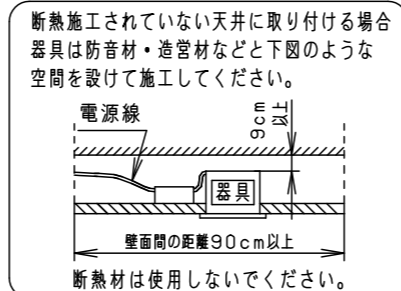 断熱施工されていない天井に取り付ける場合
器具は防音材・造営材などと下図のような
空間を設けて施工してください。
電源線
9cm
以上
器具
壁面間の距離90cm以上
断熱材は使用しないでください。